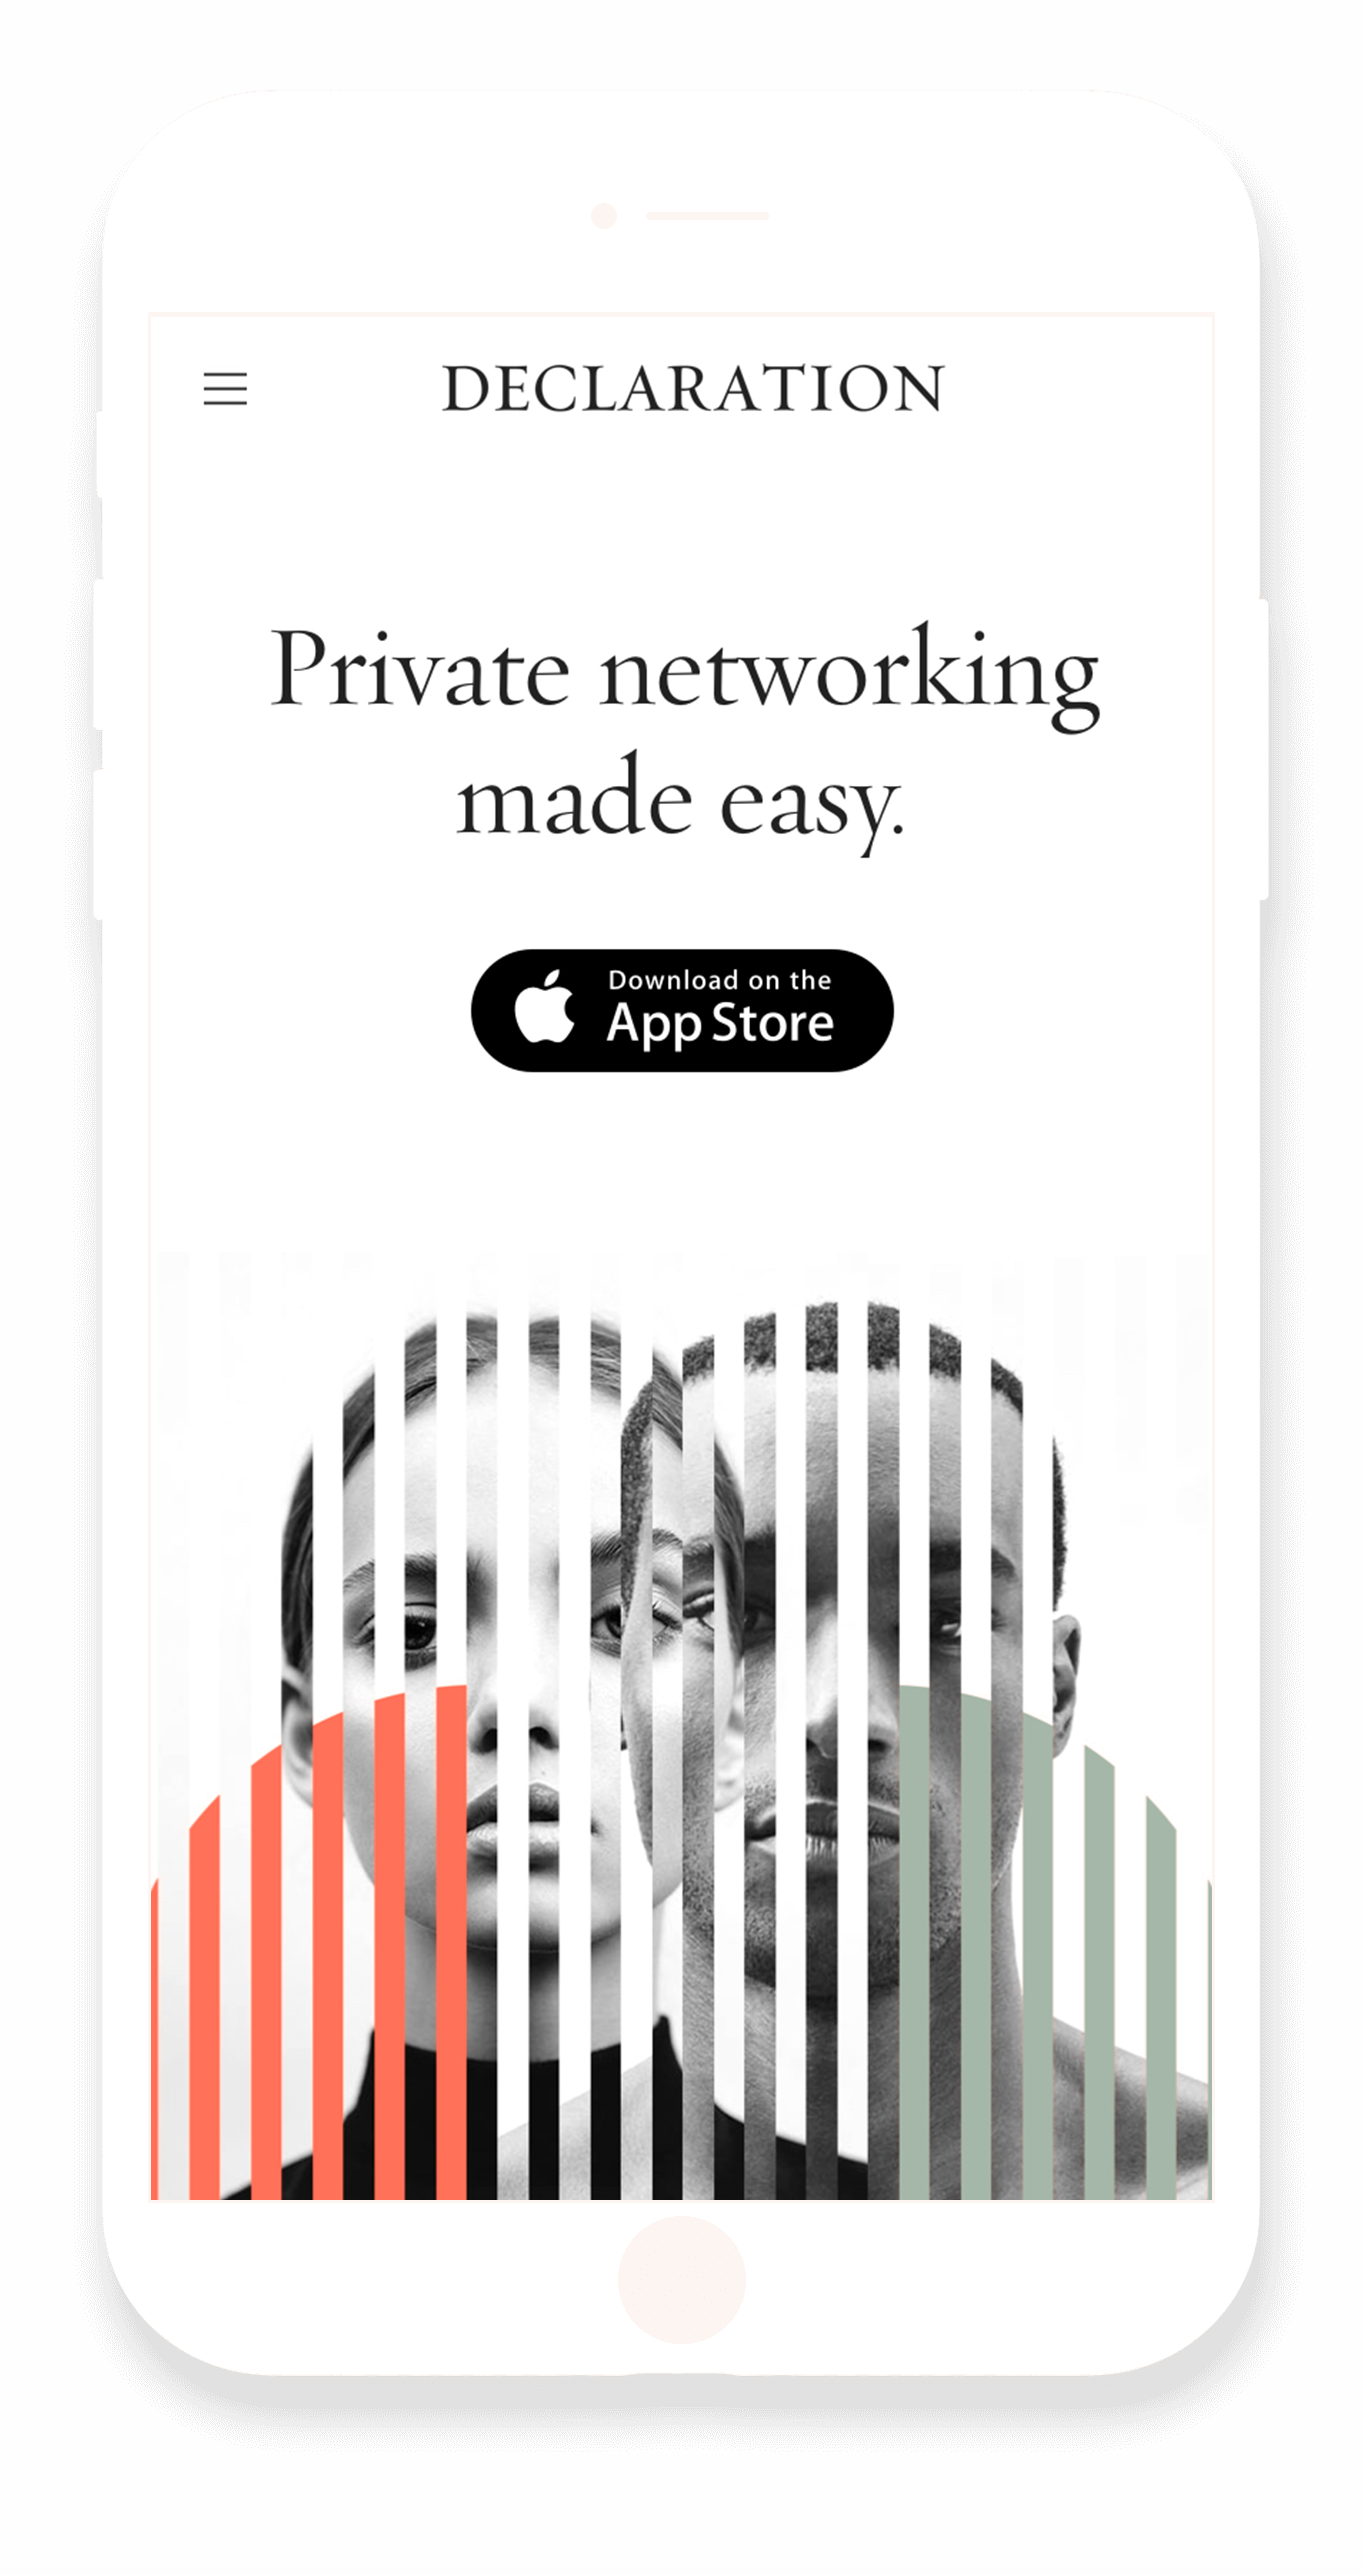 DECLARATION
Private networking
made easy.
Download on the
App Store